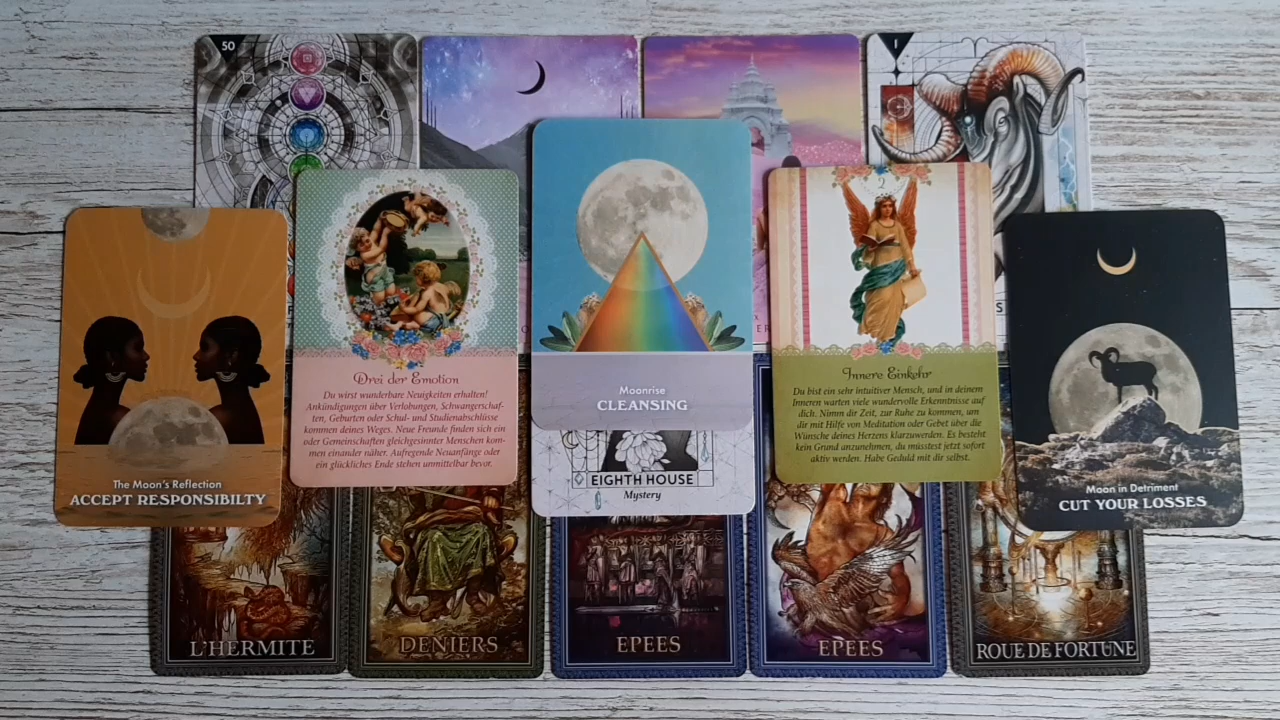 50
I
2
The Moon's Reflection
ACCEPT RESPONSIBILTY
Drei der Emotion
Du wirst wunderbare Neuigkeiten erhalten!
Ankündigungen über Verlobungen, Schwangerschaf-
ten, Geburten oder Schul- und Studienabschlüsse
kommen deines Weges. Neue Freunde finden sich ein
oder Gemeinschaften gleichgesinnter Menschen kom-
men einander näher. Aufregende Neuanfänge oder
ein glückliches Ende stehen unmittelbar bevor.
Moonrise
CLEANSING
EIGHTH HOUSE
Mystery
Innere Einkehr
Du bist ein sehr intuitiver Mensch, und in deinem
Inneren warten viele wundervolle Erkenntnisse auf
dich. Nimm dir Zeit, zur Ruhe zu kommen, um
dir mit Hilfe von Meditation oder Gebet über die
Wünsche deines Herzens klarzuwerden. Es besteht
kein Grund anzunehmen, du müsstest jetzt sofort
aktiv werden. Habe Geduld mit dir selbst.
Moon in Detriment
CUT YOUR LOSSES
L'HERMITE
DENIERS
EPEES
EPEES
ROUE DE FORTUNE